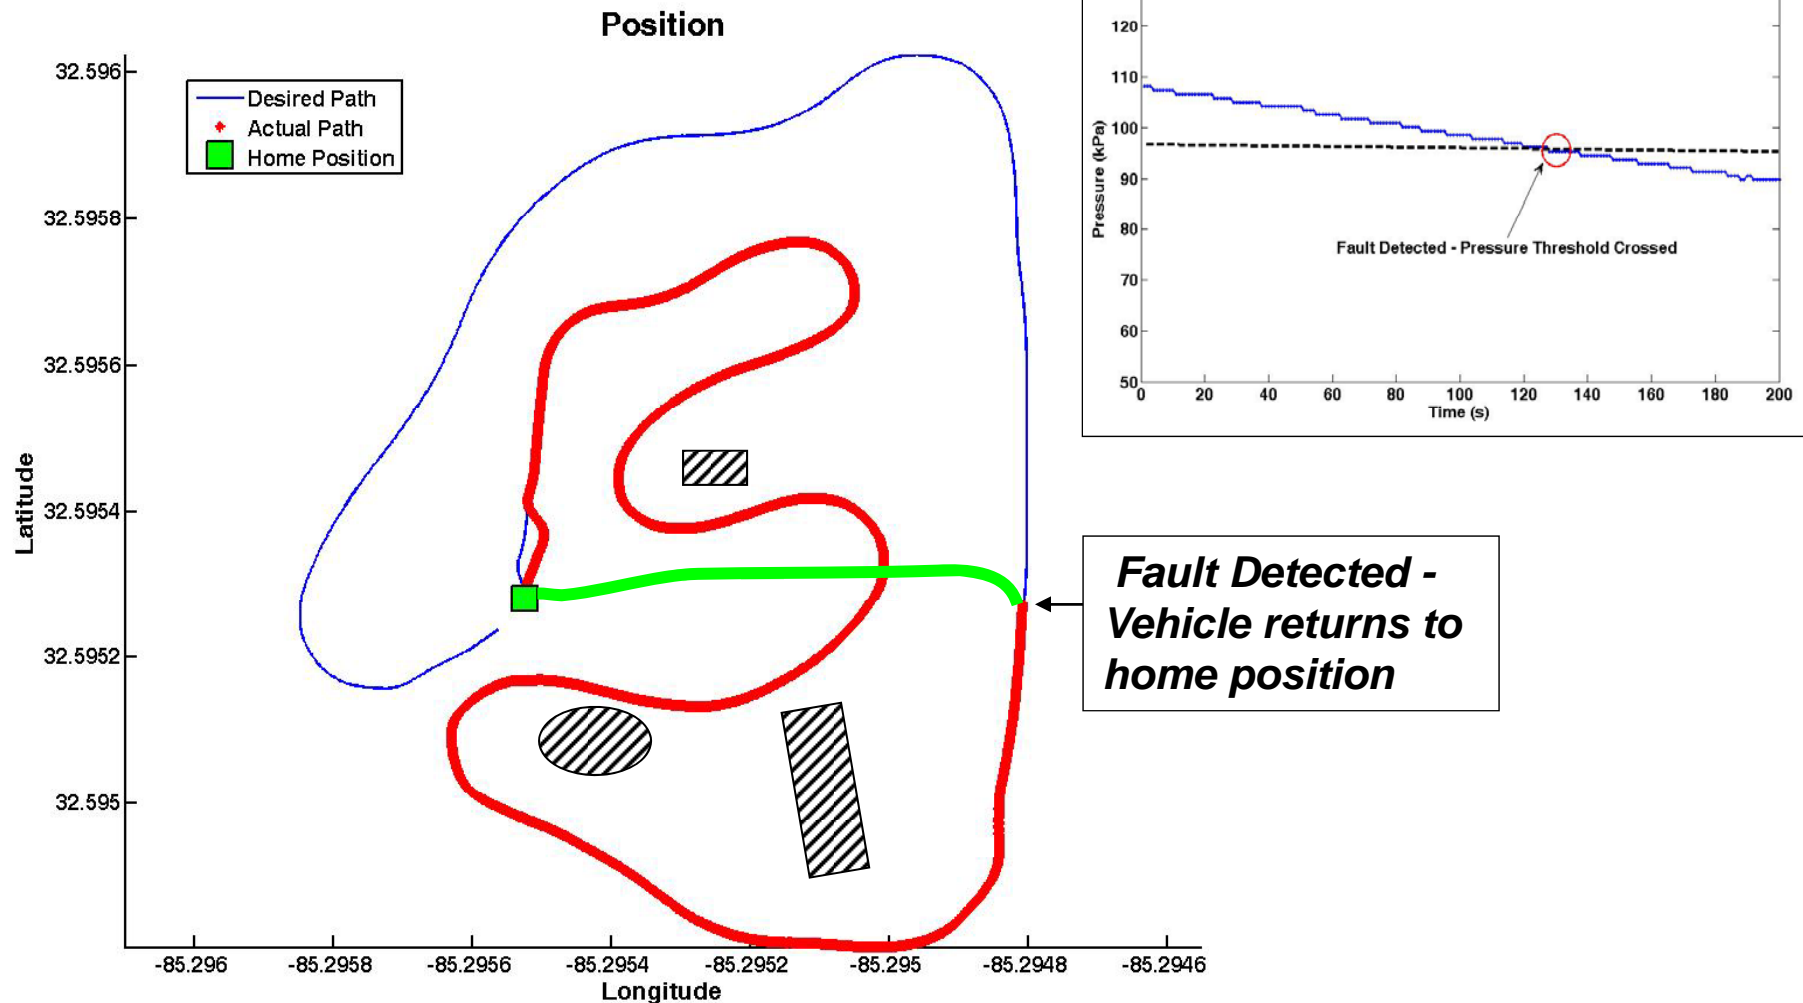 Position
32.596
32.5958
32.5956
32.5954
32.5952
32.595
Latitude
Desired Path
Actual Path
Home Position
-85.296
-85.2958
-85.2956
-85.2954
-85.2952
-85.295
-85.2948
-85.2946
Longitude
120
110
100
90
80
70
60
50
Pressure (kPa)
Fault Detected - Pressure Threshold Crossed
0
20
40
60
80
100
120
140
160
180
200
Time (s)
Fault Detected -
Vehicle returns to
home position